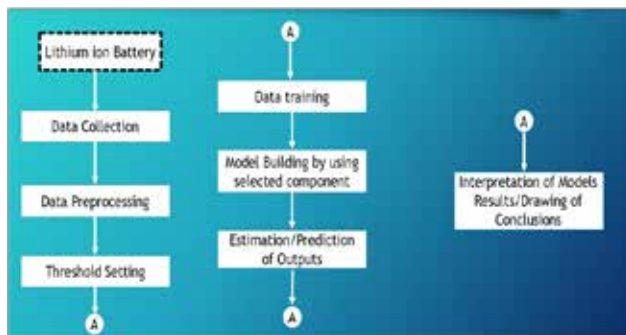 Lithium ion Battery
Data Collection
Data Preprocessing
Threshold Setting
A
A
Data training
Model Building by using
selected component
Estimation/Prediction
of Outputs
A
A
Interpretation of Models
Results/Drawing of
Conclusions